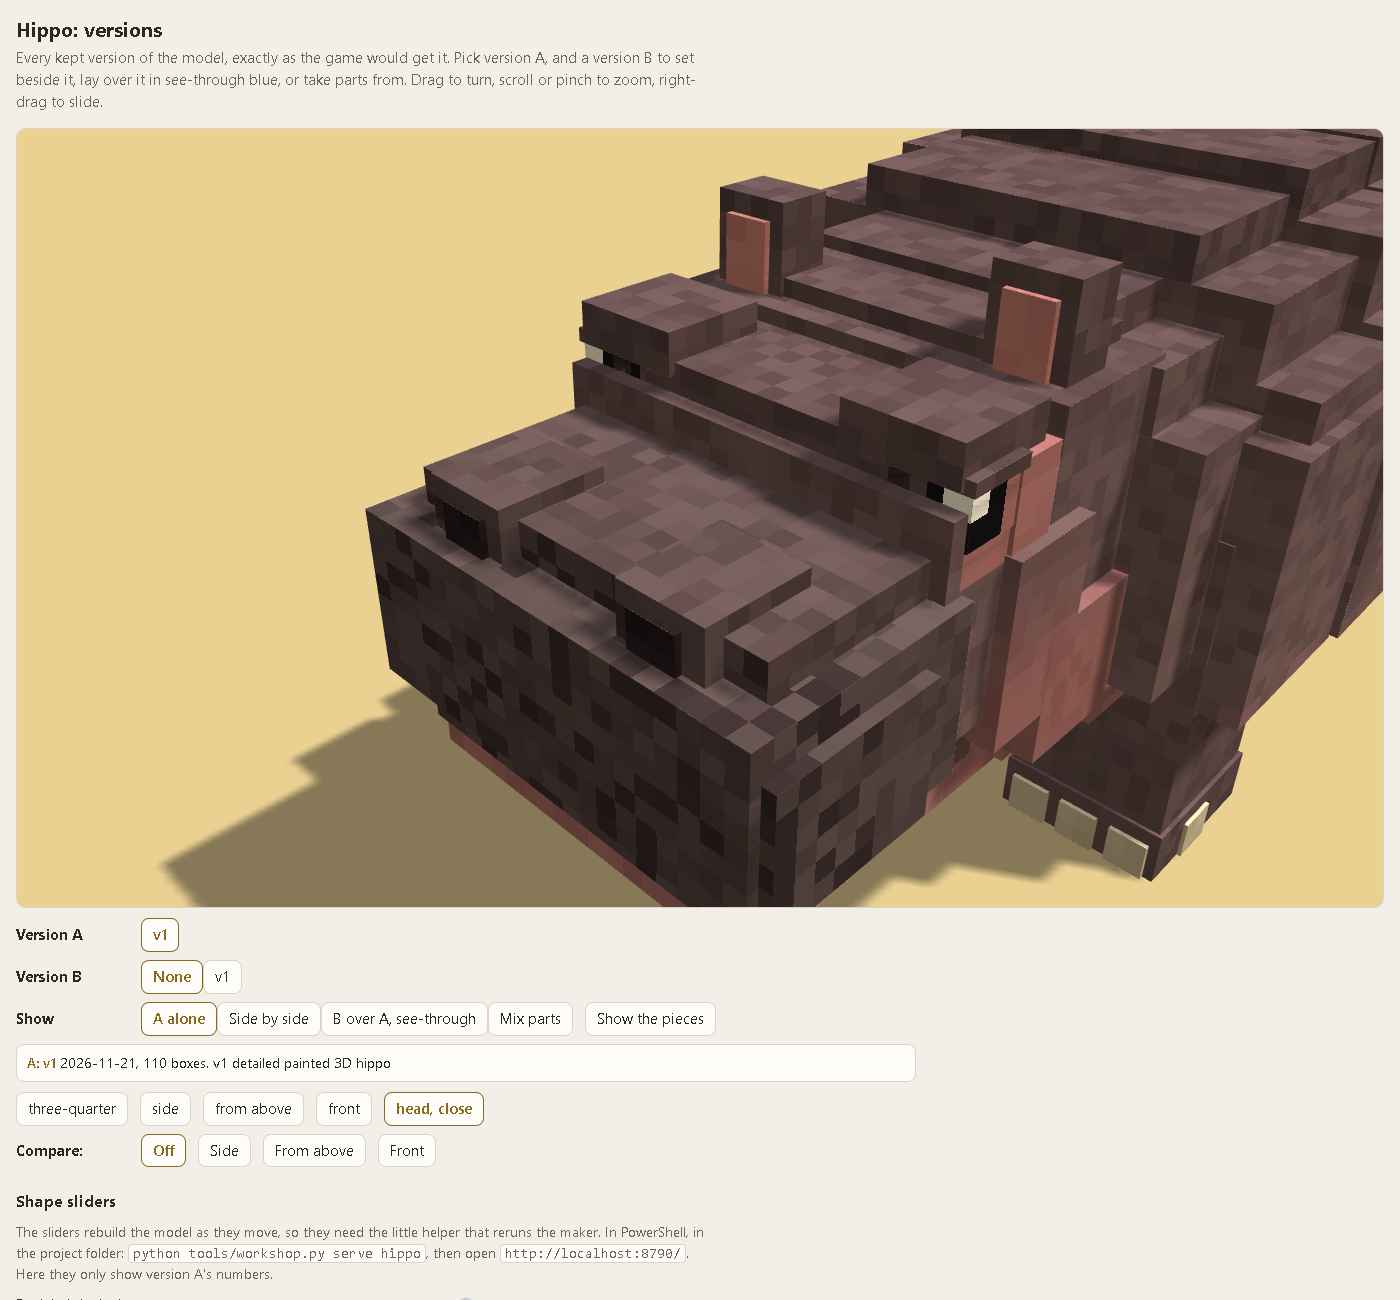 Hippo: versions
Every kept version of the model, exactly as the game would get it. Pick version A, and a version B to set
beside it, lay over it in see-through blue, or take parts from. Drag to turn, scroll or pinch to zoom, right-
drag to slide.
Version A v1
Version B None v1
Show A alone Side by side B over A, see-through Mix parts Show the pieces
A: v1 2026-11-21, 110 boxes. v1 detailed painted 3D hippo
three-quarter side from above front head, close
Compare: Off Side From above Front
Shape sliders
The sliders rebuild the model as they move, so they need the little helper that reruns the maker. In PowerShell, in
the project folder: python tools/workshop.py serve hippo, then open http://localhost:8790/.
Here they only show version A's numbers.